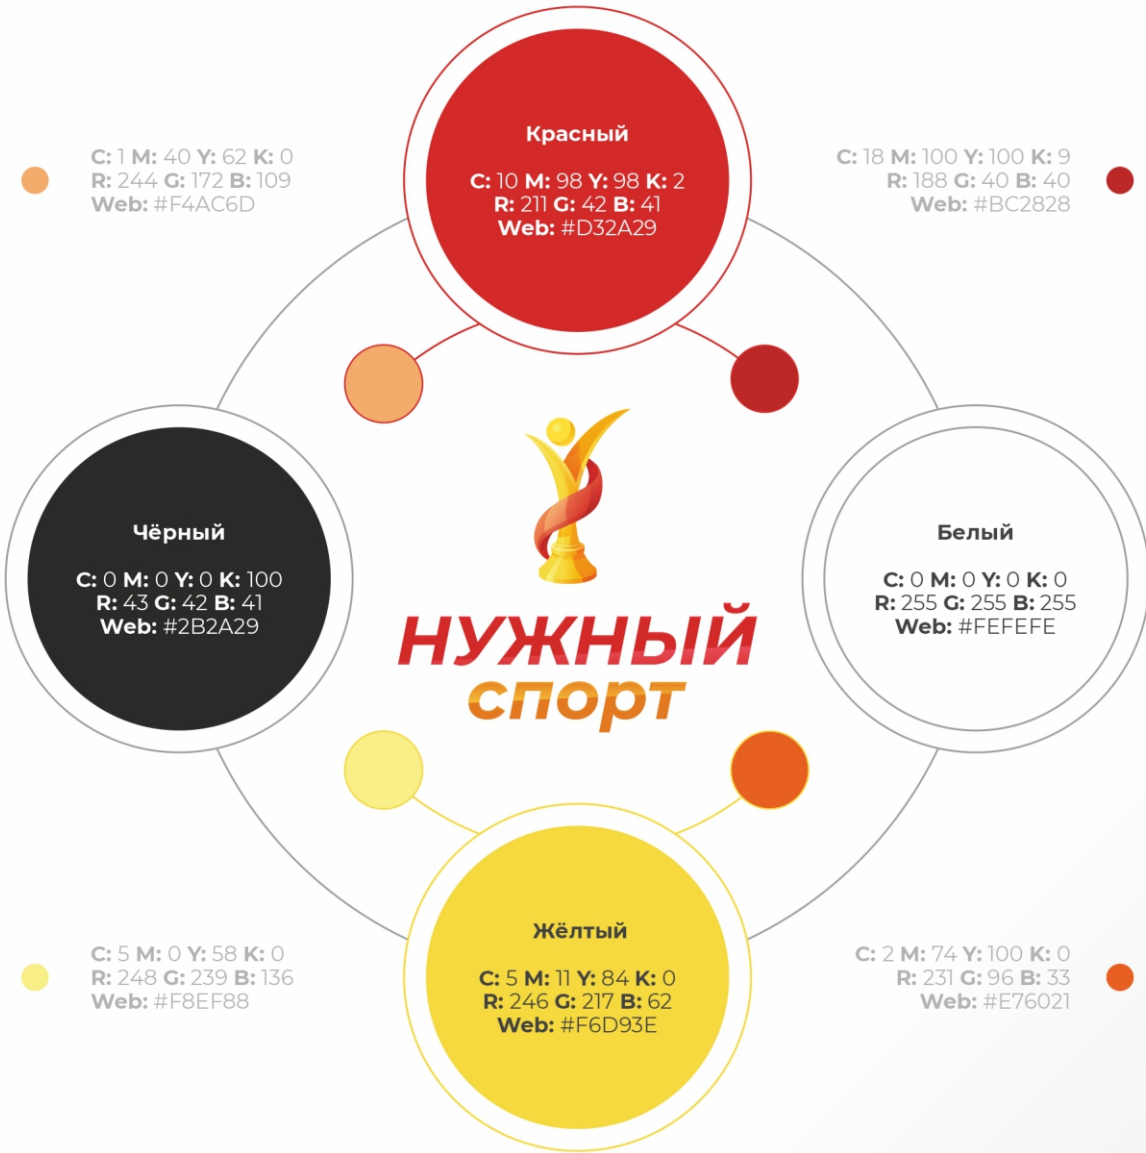 Красный
C: 10 M: 98 Y: 98 K: 2
R: 211 G: 42 B: 41
Web: #D32A29
C: 1 M: 40 Y: 62 K: 0
R: 244 G: 172 B: 109
Web: #F4AC6D
C: 18 M: 100 Y: 100 K: 9
R: 188 G: 40 B: 40
Web: #BC2828
Чёрный
C: 0 M: 0 Y: 0 K: 100
R: 43 G: 42 B: 41
Web: #2B2A29
НУЖНЫЙ
спорт
Белый
C: 0 M: 0 Y: 0 K: 0
R: 255 G: 255 B: 255
Web: #FEFEFE
Жёлтый
C: 5 M: 11 Y: 84 K: 0
R: 246 G: 217 B: 62
Web: #F6D93E
C: 5 M: 0 Y: 58 K: 0
R: 248 G: 239 B: 136
Web: #F8EF88
C: 2 M: 74 Y: 100 K: 0
R: 231 G: 96 B: 33
Web: #E76021